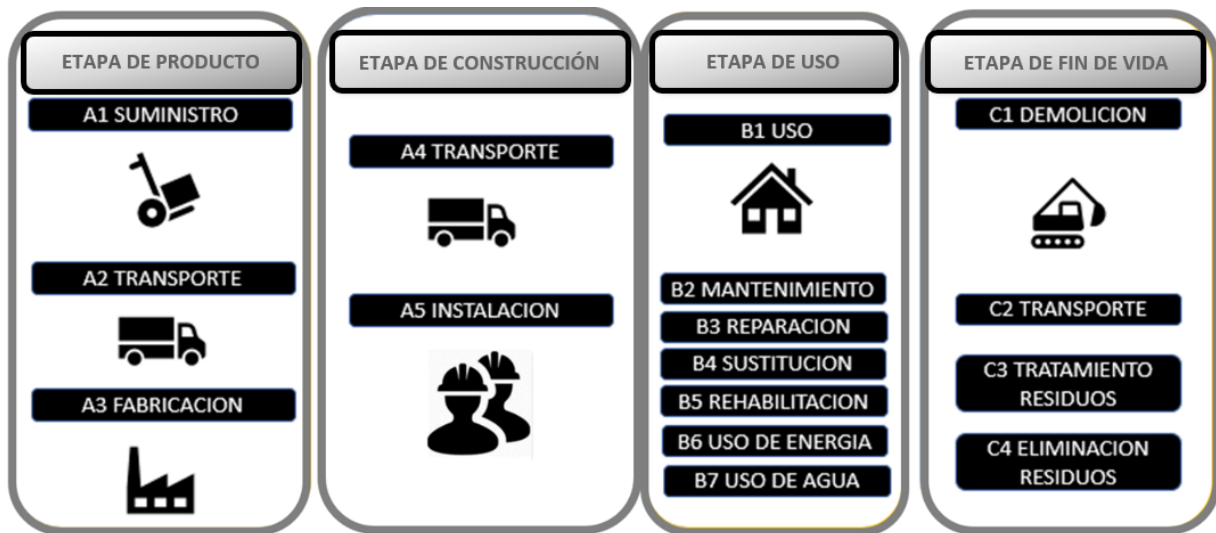 ETAPA DE PRODUCTO
A1 SUMINISTRO
A2 TRANSPORTE
A3 FABRICACION
ETAPA DE CONSTRUCCIÓN
A4 TRANSPORTE
A5 INSTALACION
ETAPA DE USO
B1 USO
B2 MANTENIMIENTO
B3 REPARACION
B4 SUSTITUCION
B5 REHABILITACION
B6 USO DE ENERGIA
B7 USO DE AGUA
ETAPA DE FIN DE VIDA
C1 DEMOLICION
C2 TRANSPORTE
C3 TRATAMIENTO
RESIDUOS
C4 ELIMINACION
RESIDUOS